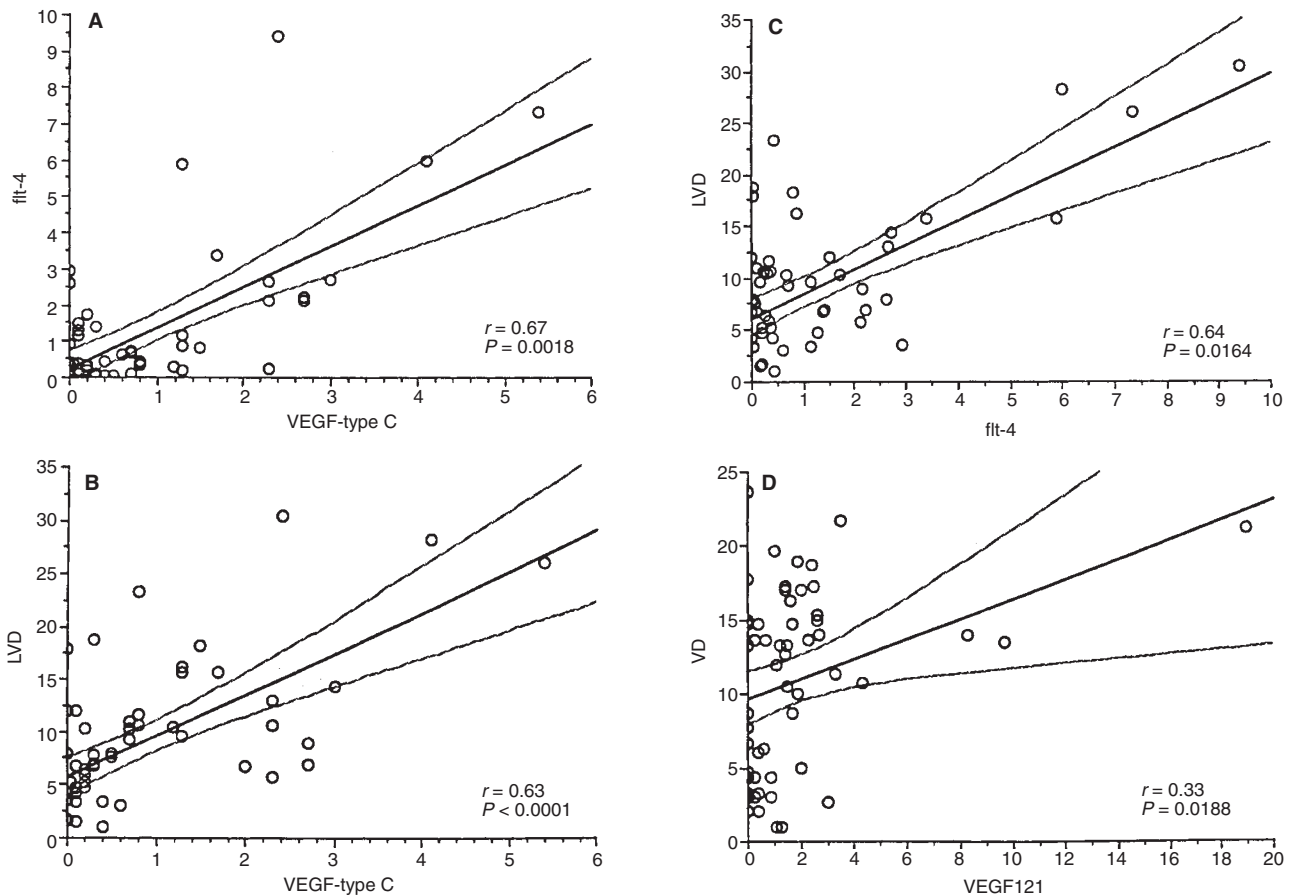 A
10
9
8
7
6
5
4
3
2
1
0
flt-4
0 1 2 3 4 5 6
VEGF-type C
r = 0.67
P = 0.0018
C
35
30
25
20
15
10
5
0
LVD
0 1 2 3 4 5 6 7 8 9 10
flt-4
r = 0.64
P = 0.0164
B
35
30
25
20
15
10
5
0
LVD
0 1 2 3 4 5 6
VEGF-type C
r = 0.63
P < 0.0001
D
25
20
15
10
5
0
VD
0 2 4 6 8 10 12 14 16 18 20
VEGF121
r = 0.33
P = 0.0188